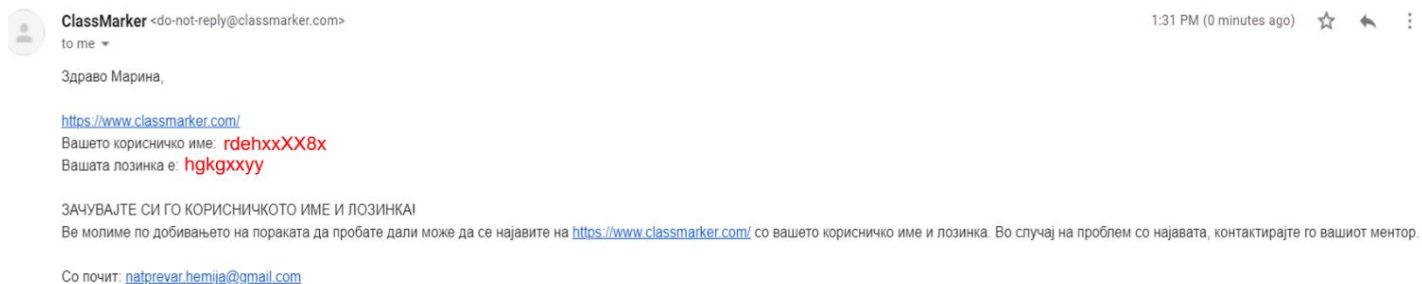 ClassMarker <do-not-reply@classmarker.com>
1:31 PM (0 minutes ago)
to me
Здраво Марина,
https://www.classmarker.com/
Вашето корисничко име: rdehxxXX8x
Вашата лозинка е: hgkgxxyy
ЗАЧУВАЈТЕ СИ ГО КОРИСНИЧКОТО ИМЕ И ЛОЗИНКА!
Ве молиме по добивањето на пораката да пробате дали може да се најавите на https://www.classmarker.com/ со вашето корисничко име и лозинка. Во случај на проблем со најавата, контактирајте го вашиот ментор.
Со почит: natprevar.hemija@gmail.com